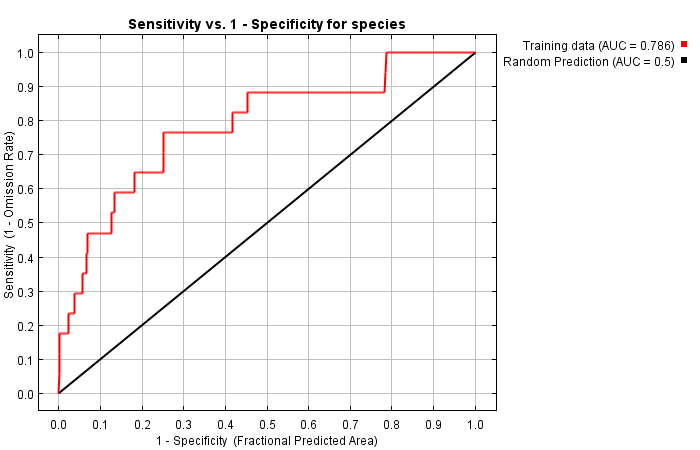 Sensitivity vs. 1 - Specificity for species
Training data (AUC = 0.786)
Random Prediction (AUC = 0.5)
Sensitivity (1 - Omission Rate)
1.0
0.9
0.8
0.7
0.6
0.5
0.4
0.3
0.2
0.1
0.0
0.0 0.1 0.2 0.3 0.4 0.5 0.6 0.7 0.8 0.9 1.0
1 - Specificity (Fractional Predicted Area)